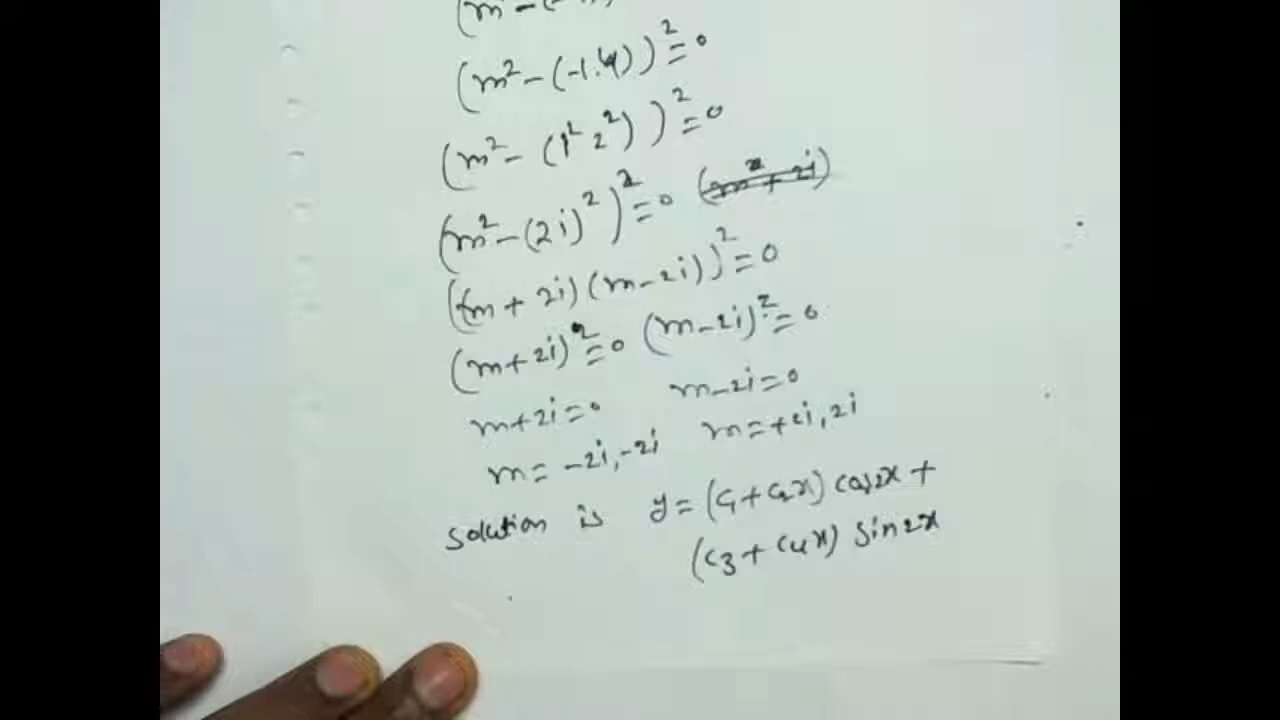 (m² - (-1.4))² = 0
(m² - (1² 2²))² = 0
(m² - (2i)²)² = 0
((m + 2i)(m - 2i))² = 0
(m + 2i)² = 0 (m - 2i)² = 0
m + 2i = 0 m - 2i = 0
m = -2i, -2i m = +2i, 2i
solution is y = (C₁ + C₂x) cos2x +
(C₃ + C₄x) sin2x